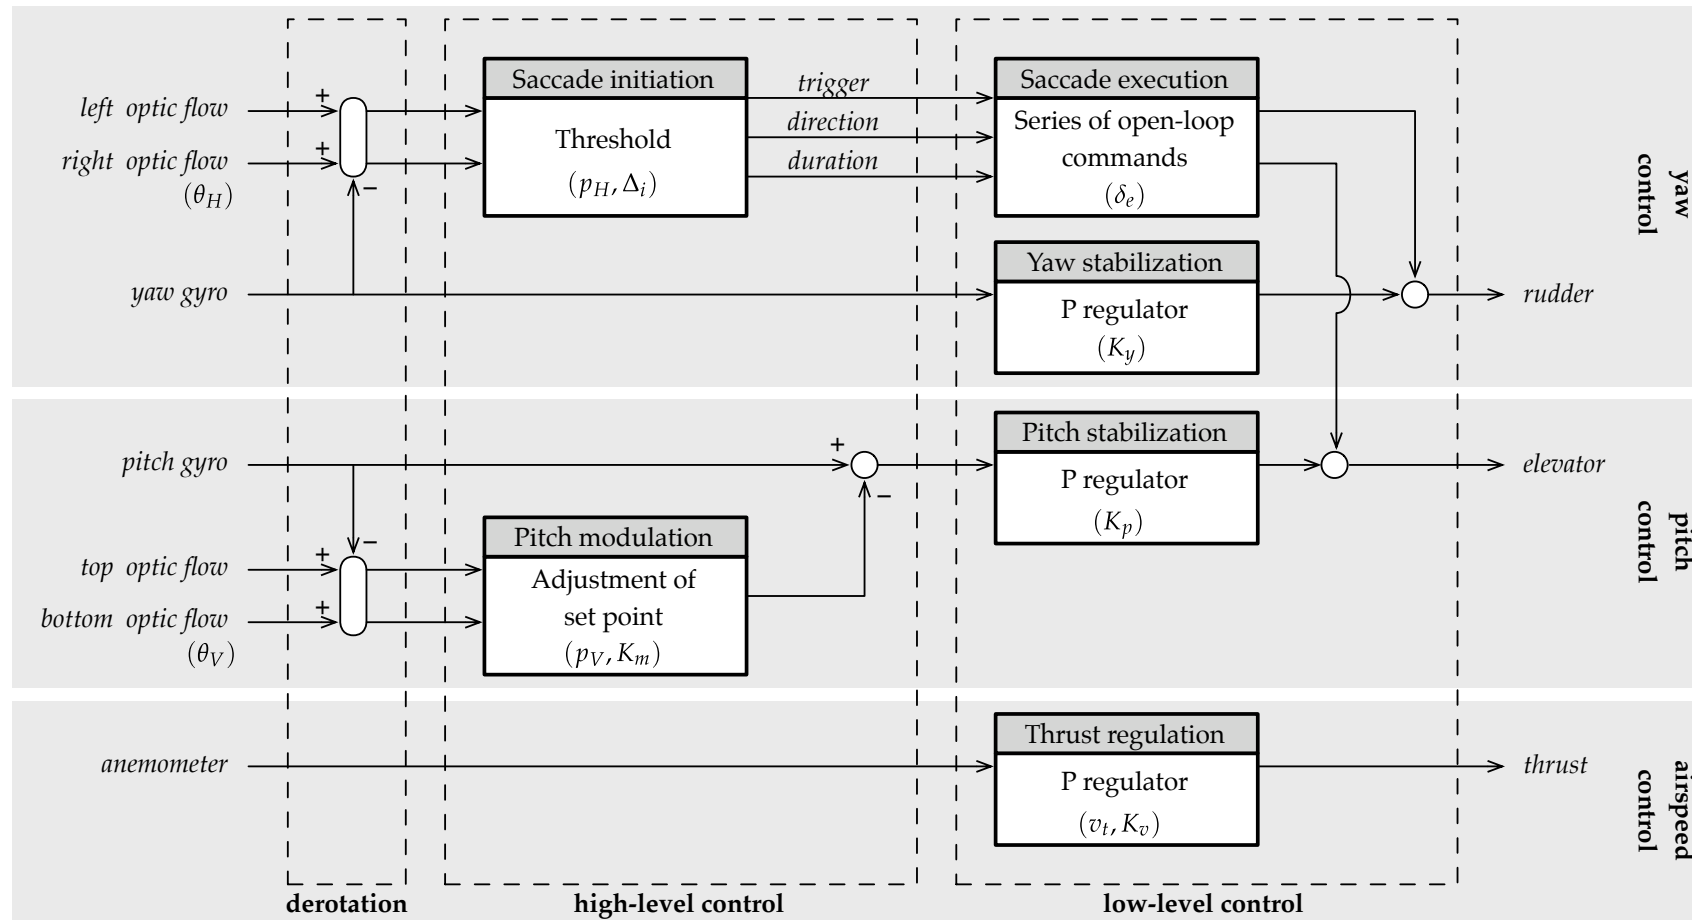 Saccade initiation
Saccade execution
trigger
left optic flow
+
Threshold
direction
Series of open-loop
commands
right optic flow
+
duration
(θ_H)
−
(p_H, Δ_i)
(δ_e)
yaw
control
Yaw stabilization
yaw gyro
P regulator
rudder
(K_y)
Pitch stabilization
pitch gyro
+
P regulator
elevator
−
(K_p)
pitch
control
Pitch modulation
−
top optic flow
+
Adjustment of
set point
bottom optic flow
+
(θ_V)
(p_V, K_m)
Thrust regulation
anemometer
P regulator
thrust
(v_t, K_v)
airspeed
control
derotation
high-level control
low-level control